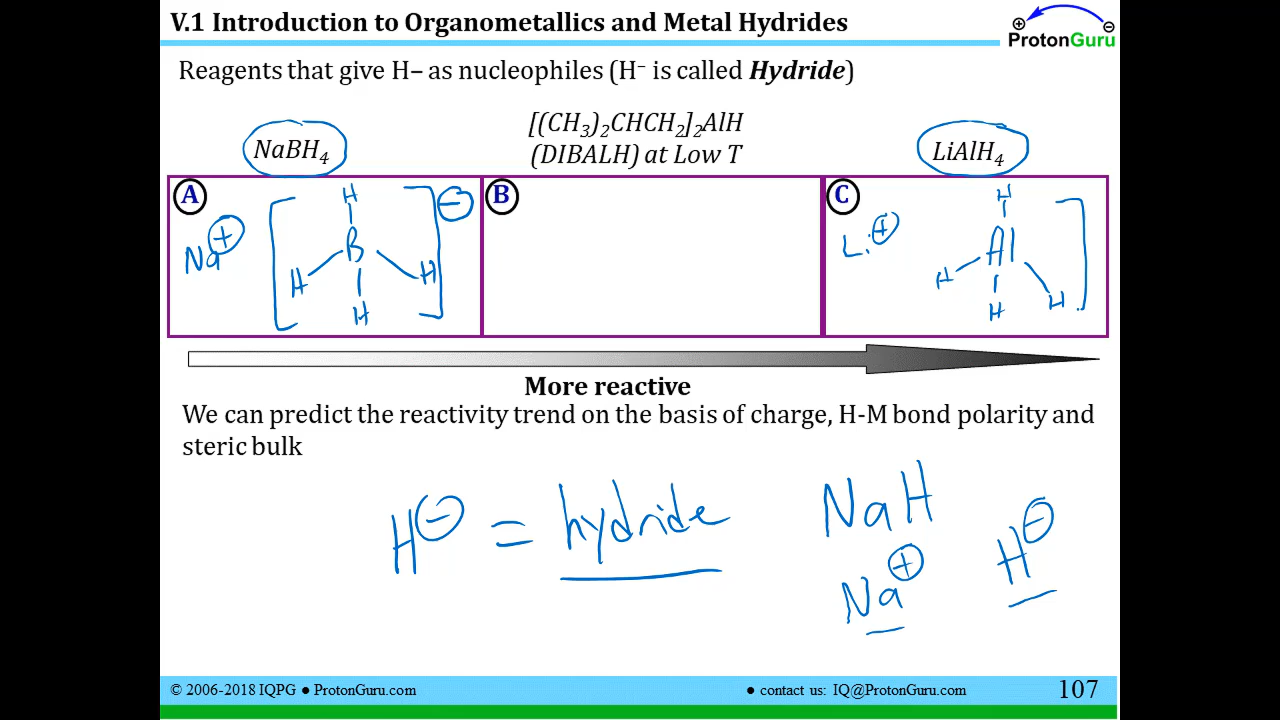 V.1 Introduction to Organometallics and Metal Hydrides
⊕ ⊖
ProtonGuru
Reagents that give H– as nucleophiles (H⁻ is called Hydride)
NaBH₄
[(CH₃)₂CHCH₂]₂AlH
(DIBALH) at Low T
LiAlH₄
A
Na⊕ [
H
B
H H
H
] ⊖
B
C
Li⊕
H
Al
H H
H
]
More reactive
We can predict the reactivity trend on the basis of charge, H-M bond polarity and
steric bulk
H⊖ = hydride
NaH
Na⊕ H⊖
© 2006-2018 IQPG ● ProtonGuru.com
● contact us: IQ@ProtonGuru.com
107